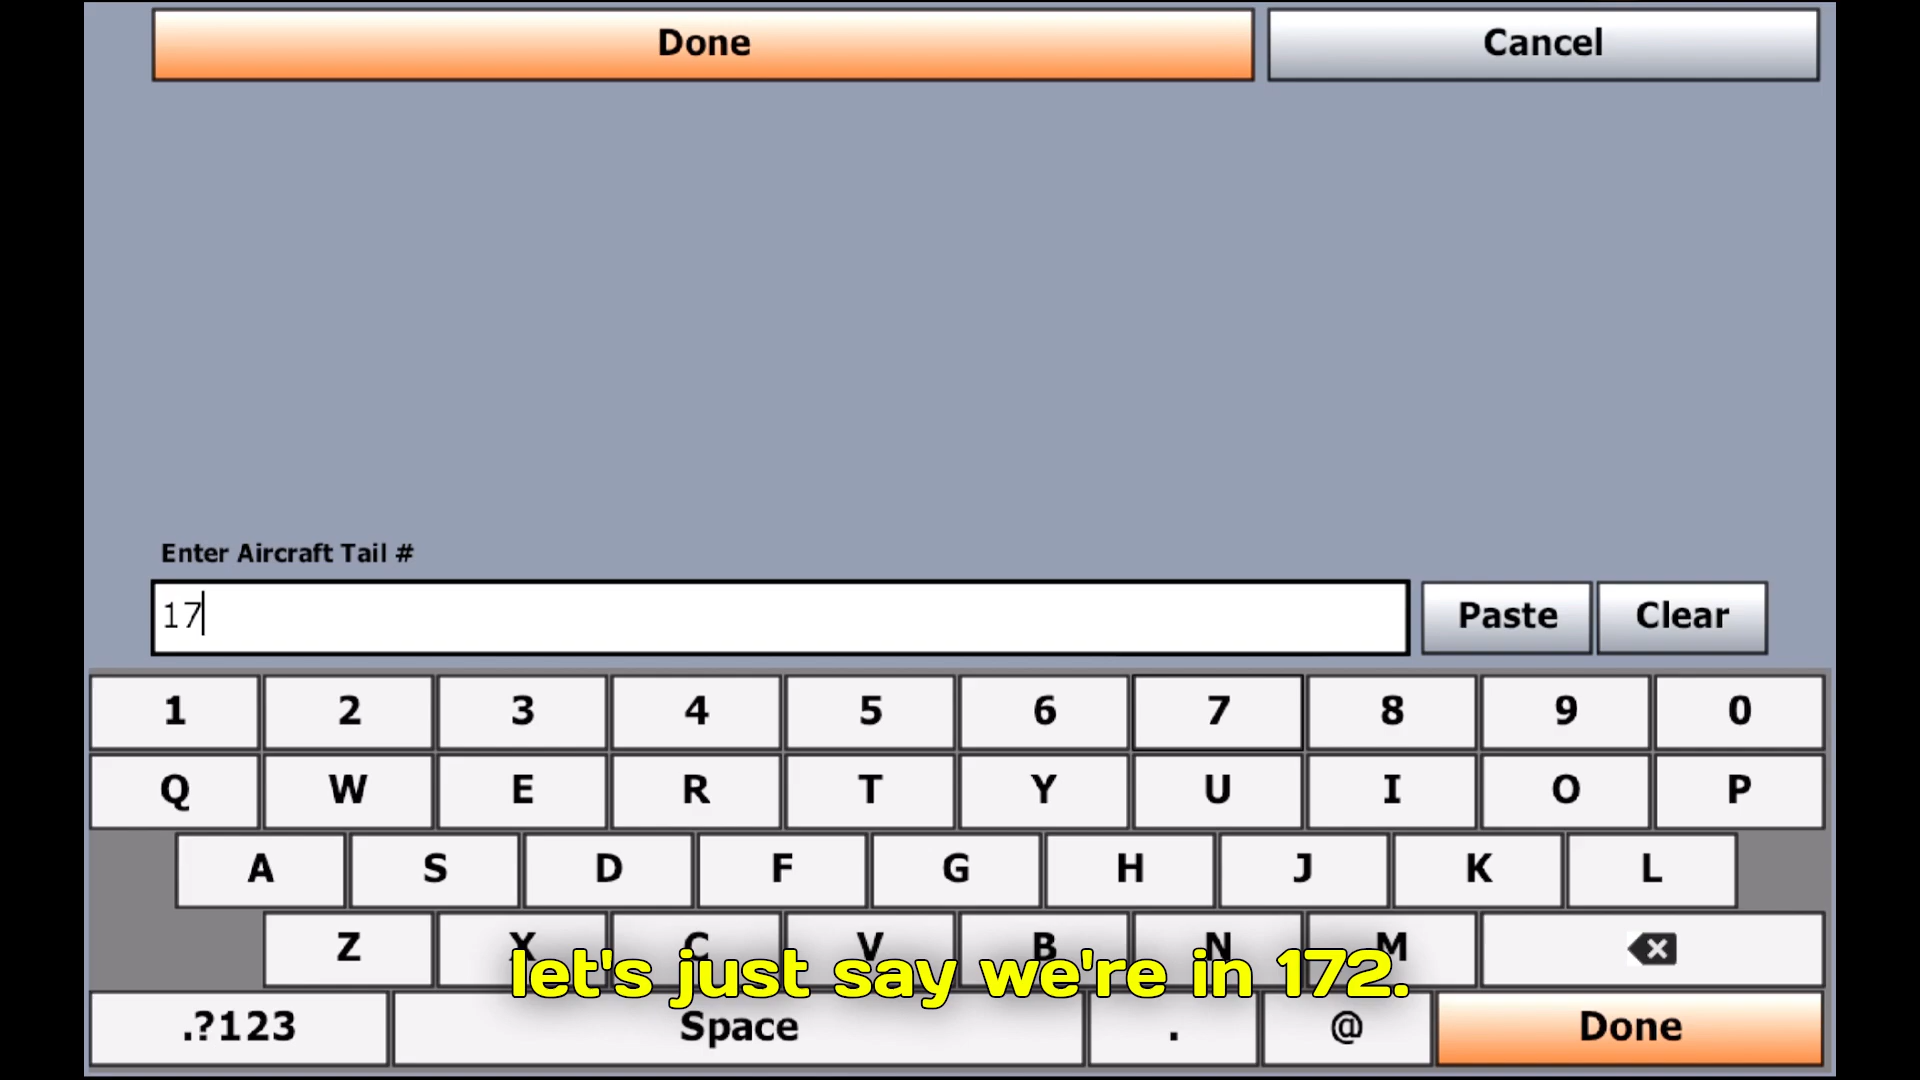 Done Cancel
Enter Aircraft Tail #
17 Paste Clear
1 2 3 4 5 6 7 8 9 0
Q W E R T Y U I O P
A S D F G H J K L
Z X C V B N M
let's just say we're in 172.
.?123 Space . @ Done